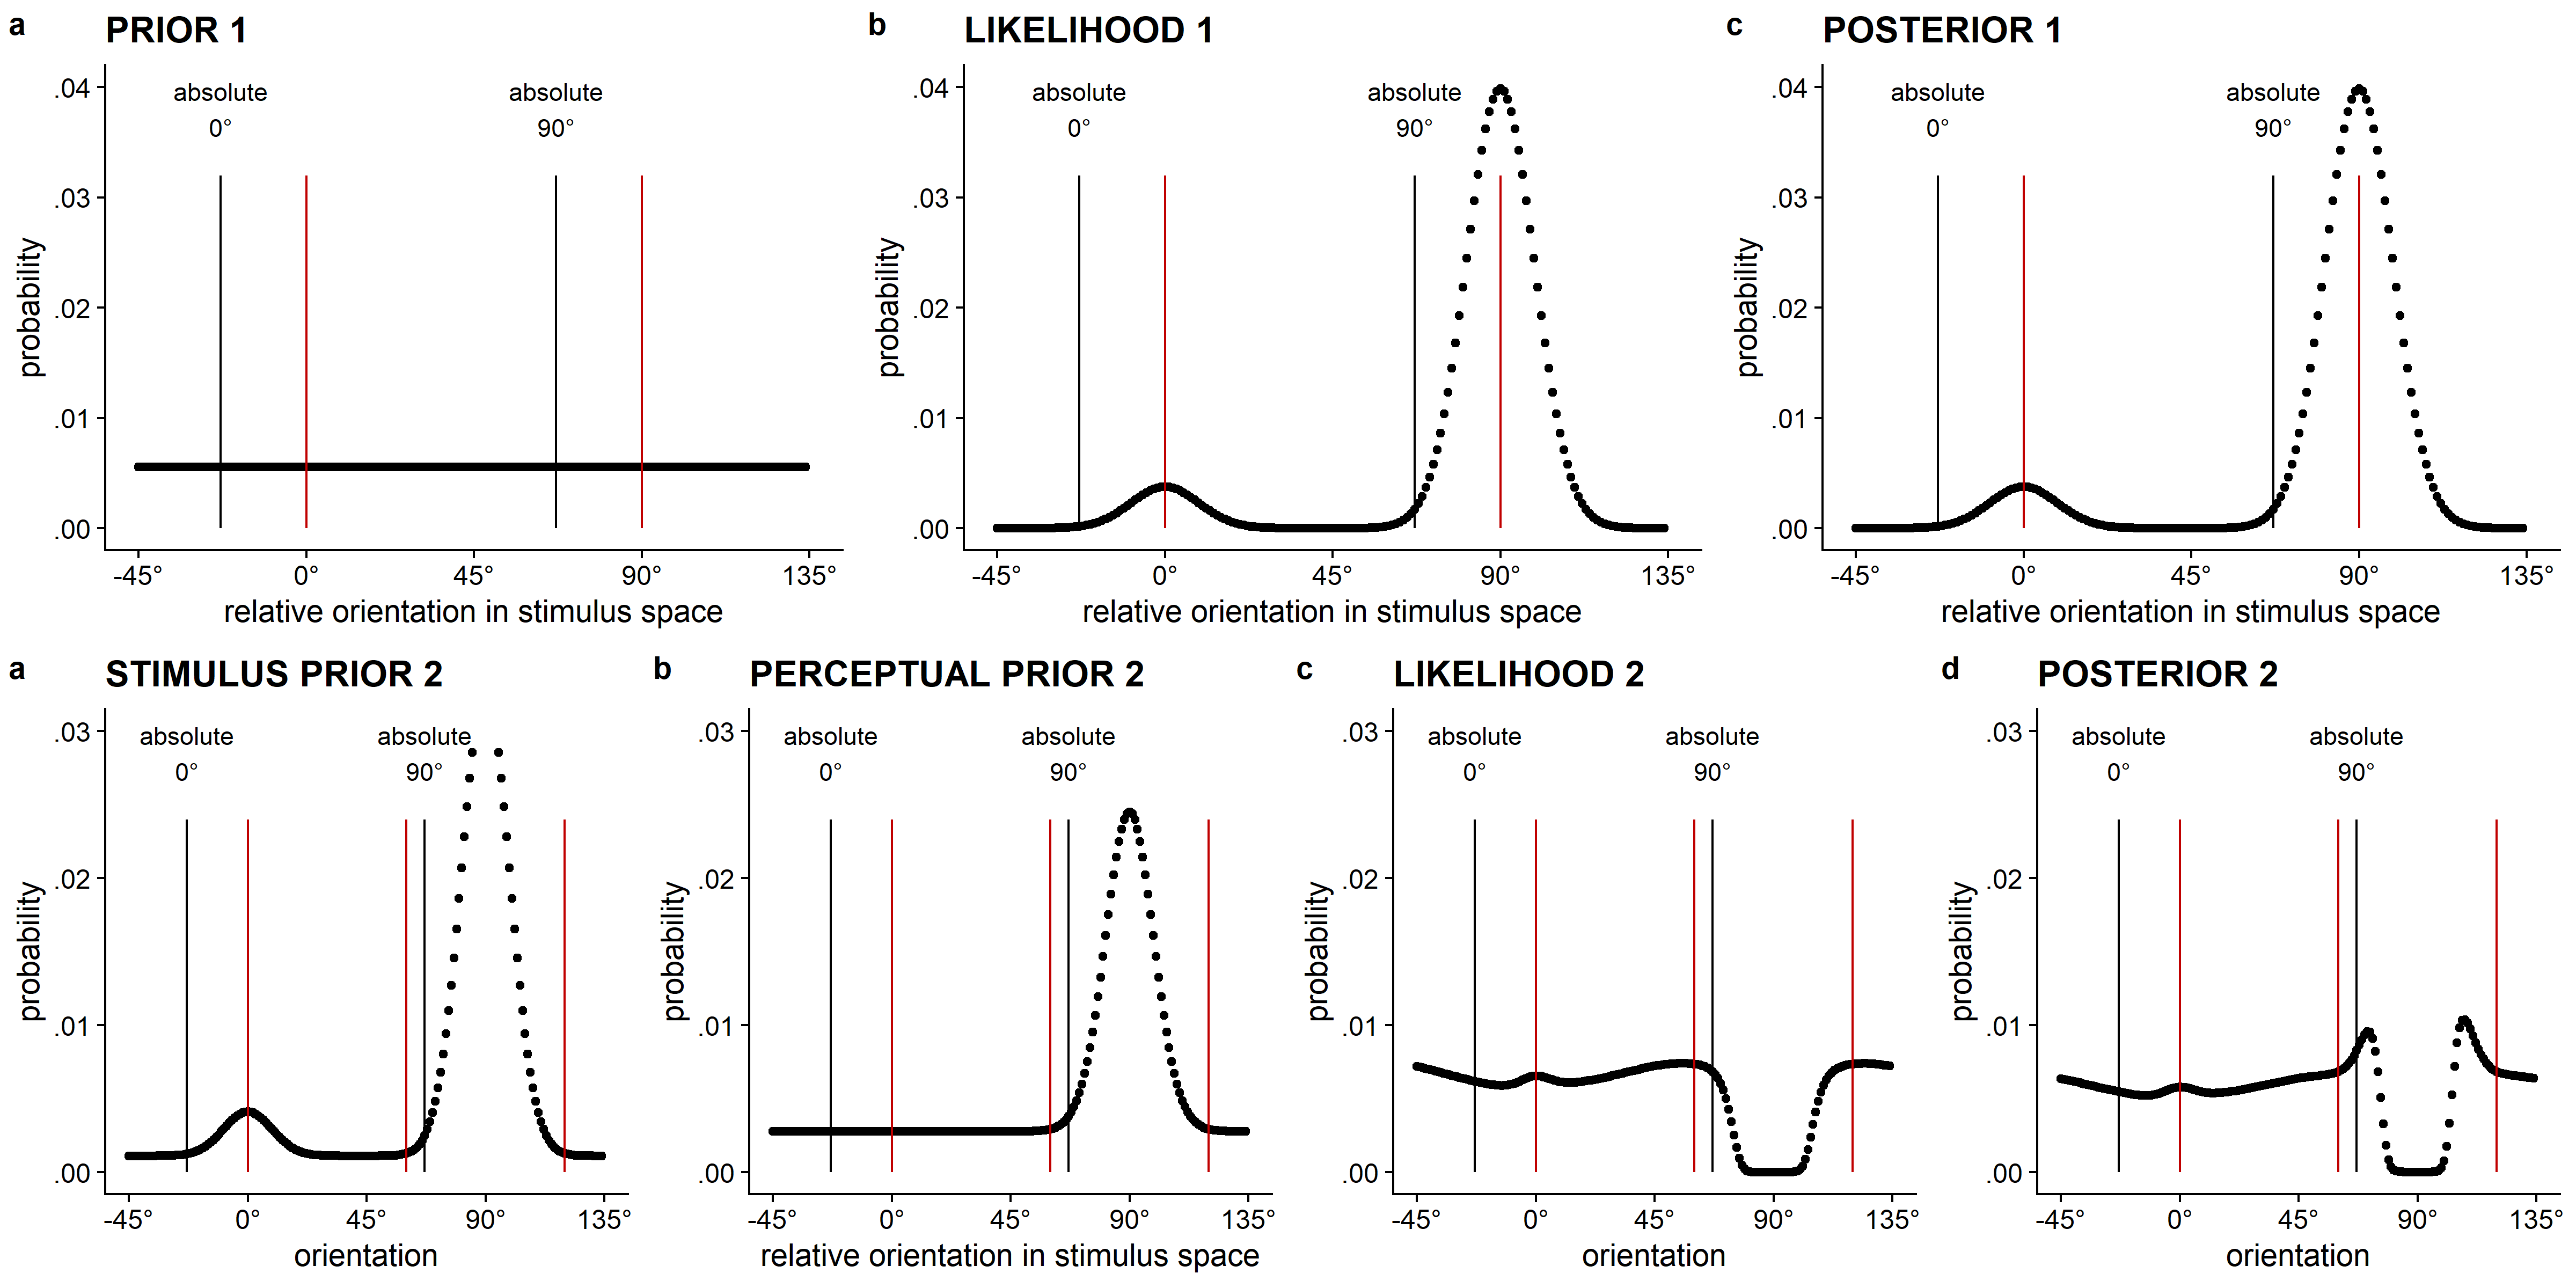 a PRIOR 1
.04
.03
.02
.01
.00
absolute 0°
absolute 90°
probability
-45° 0° 45° 90° 135°
relative orientation in stimulus space
b LIKELIHOOD 1
.04
.03
.02
.01
.00
absolute 0°
absolute 90°
probability
-45° 0° 45° 90° 135°
relative orientation in stimulus space
c POSTERIOR 1
.04
.03
.02
.01
.00
absolute 0°
absolute 90°
probability
-45° 0° 45° 90° 135°
relative orientation in stimulus space
a STIMULUS PRIOR 2
.03
.02
.01
.00
absolute 0°
absolute 90°
probability
-45° 0° 45° 90° 135°
orientation
b PERCEPTUAL PRIOR 2
.03
.02
.01
.00
absolute 0°
absolute 90°
probability
-45° 0° 45° 90° 135°
relative orientation in stimulus space
c LIKELIHOOD 2
.03
.02
.01
.00
absolute 0°
absolute 90°
probability
-45° 0° 45° 90° 135°
orientation
d POSTERIOR 2
.03
.02
.01
.00
absolute 0°
absolute 90°
probability
-45° 0° 45° 90° 135°
orientation